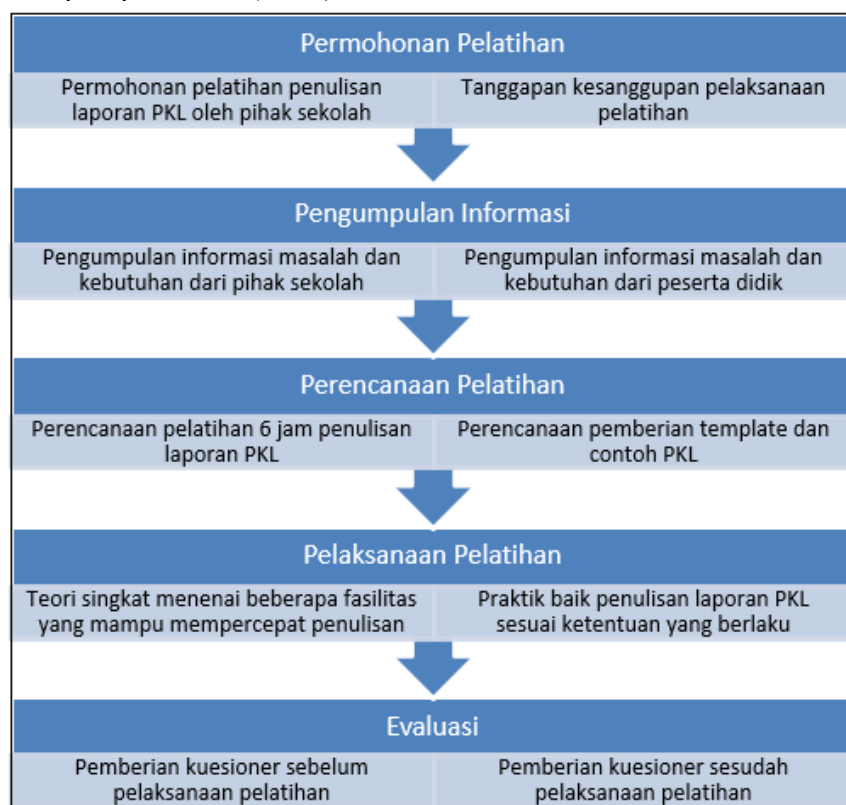 Permohonan Pelatihan
Permohonan pelatihan penulisan
laporan PKL oleh pihak sekolah
Tanggapan kesanggupan pelaksanaan
pelatihan
Pengumpulan Informasi
Pengumpulan informasi masalah dan
kebutuhan dari pihak sekolah
Pengumpulan informasi masalah dan
kebutuhan dari peserta didik
Perencanaan Pelatihan
Perencanaan pelatihan 6 jam penulisan
laporan PKL
Perencanaan pemberian template dan
contoh PKL
Pelaksanaan Pelatihan
Teori singkat menenai beberapa fasilitas
yang mampu mempercepat penulisan
Praktik baik penulisan laporan PKL
sesuai ketentuan yang berlaku
Evaluasi
Pemberian kuesioner sebelum
pelaksanaan pelatihan
Pemberian kuesioner sesudah
pelaksanaan pelatihan